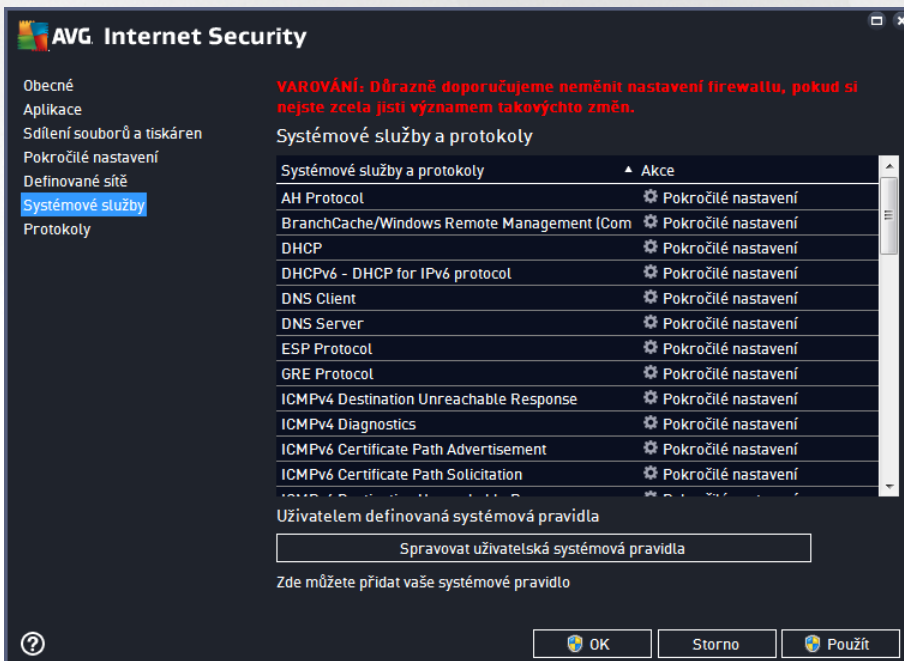 AVG Internet Security
Obecné
Aplikace
Sdílení souborů a tiskáren
Pokročilé nastavení
Definované sítě
Systémové služby
Protokoly
VAROVÁNÍ: Důrazně doporučujeme neměnit nastavení firewallu, pokud si
nejste zcela jisti významem takovýchto změn.
Systémové služby a protokoly
Systémové služby a protokoly Akce
AH Protocol Pokročilé nastavení
BranchCache/Windows Remote Management (Com Pokročilé nastavení
DHCP Pokročilé nastavení
DHCPv6 - DHCP for IPv6 protocol Pokročilé nastavení
DNS Client Pokročilé nastavení
DNS Server Pokročilé nastavení
ESP Protocol Pokročilé nastavení
GRE Protocol Pokročilé nastavení
ICMPv4 Destination Unreachable Response Pokročilé nastavení
ICMPv4 Diagnostics Pokročilé nastavení
ICMPv6 Certificate Path Advertisement Pokročilé nastavení
ICMPv6 Certificate Path Solicitation Pokročilé nastavení
Uživatelem definovaná systémová pravidla
Spravovat uživatelská systémová pravidla
Zde můžete přidat vaše systémové pravidlo
OK Storno Použít